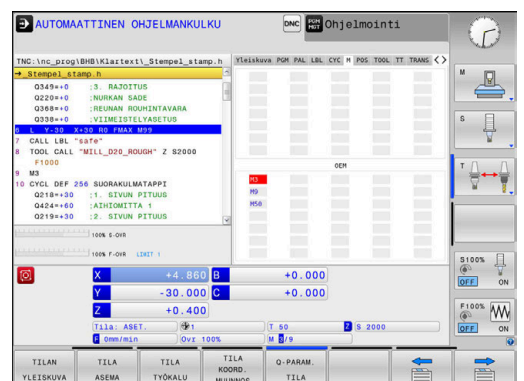 AUTOMAATTINEN OHJELMANKULKU
DNC
PGM
MGT
Ohjelmointi
TNC:\nc_prog\BHB\Klartext\_Stempel_stamp.h
Yleiskuva PGM PAL LBL CYC M POS TOOL TT TRANS
→_Stempel_stamp.h
Q349=+0 ;3. RAJOITUS
Q220=+0 ;NURKAN SADE
Q368=+0 ;REUNAN ROUHINTAVARA
Q338=+0 ;VIIMEISTELYASETUS
6 L Y-30 X+30 R0 FMAX M99
7 CALL LBL "safe"
8 TOOL CALL "MILL_D20_ROUGH" Z S2000
F1000
9 M3
10 CYCL DEF 256 SUORAKULMATAPPI
Q218=+30 ;1. SIVUN PITUUS
Q424=+60 ;AIHIOMITTA 1
Q219=+30 ;2. SIVUN PITUUS
OEM
M3
M9
M50
100% S-OVR
100% F-OVR LIMIT 1
X +4.860 B +0.000
Y -30.000 C +0.000
Z +0.400
Tila: ASET. 1 T 50 Z S 2000
F 0mm/min Ovr 100% M 3/9
M
S
T
S100%
OFF ON
F100%
OFF ON
TILAN
YLEISKUVA
TILA
ASEMA
TILA
TYÖKALU
TILA
KOORD.
MUUNNOS
Q-PARAM.
TILA